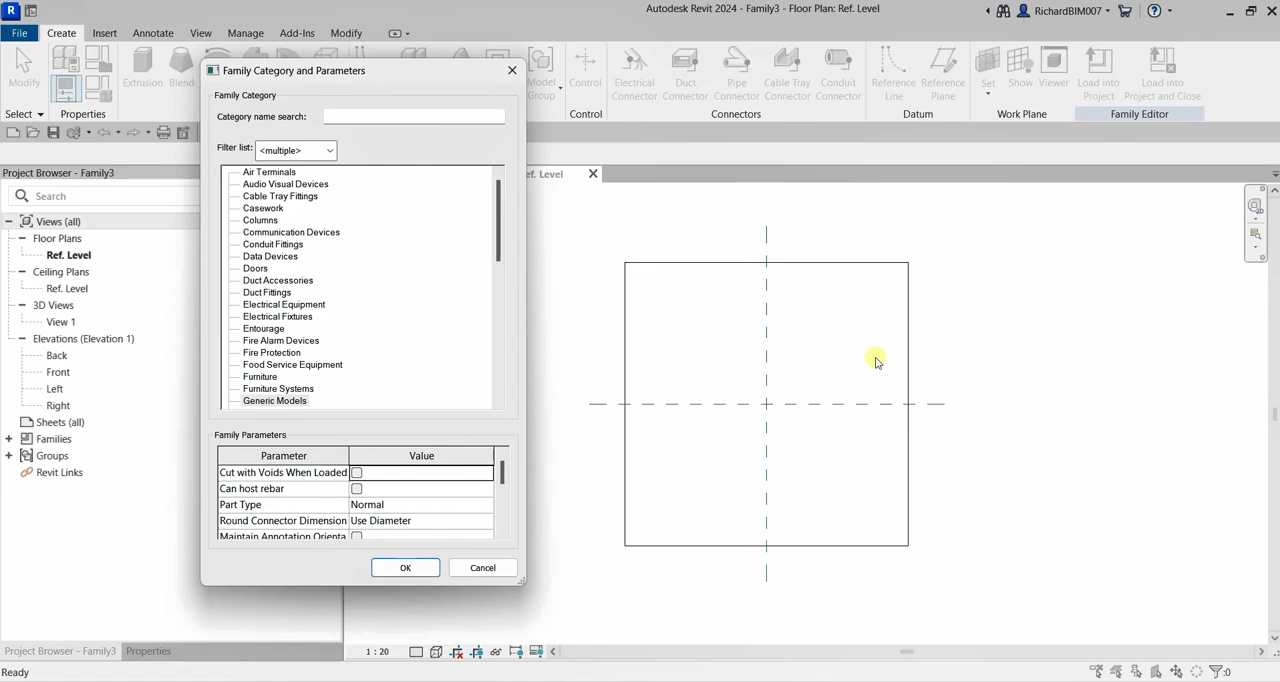 R
Autodesk Revit 2024 - Family3 - Floor Plan: Ref. Level
RichardBIM007
File Create Insert Annotate View Manage Add-Ins Modify
Modify
Extrusion Blend
Model Group
Control
Electrical Connector
Duct Connector
Pipe Connector
Cable Tray Connector
Conduit Connector
Reference Line
Reference Plane
Set Show Viewer
Load into Project
Load into Project and Close
Select Properties Control Connectors Datum Work Plane Family Editor
Project Browser - Family3
ef. Level
Search
Views (all)
Floor Plans
Ref. Level
Ceiling Plans
Ref. Level
3D Views
View 1
Elevations (Elevation 1)
Back
Front
Left
Right
Sheets (all)
Families
Groups
Revit Links
Family Category and Parameters
Family Category
Category name search:
Filter list: <multiple>
Air Terminals
Audio Visual Devices
Cable Tray Fittings
Casework
Columns
Communication Devices
Conduit Fittings
Data Devices
Doors
Duct Accessories
Duct Fittings
Electrical Equipment
Electrical Fixtures
Entourage
Fire Alarm Devices
Fire Protection
Food Service Equipment
Furniture
Furniture Systems
Generic Models
Family Parameters
Parameter Value
Cut with Voids When Loaded
Can host rebar
Part Type Normal
Round Connector Dimension Use Diameter
Maintain Annotation Orienta
OK Cancel
Project Browser - Family3 Properties
1 : 20
Ready
:0